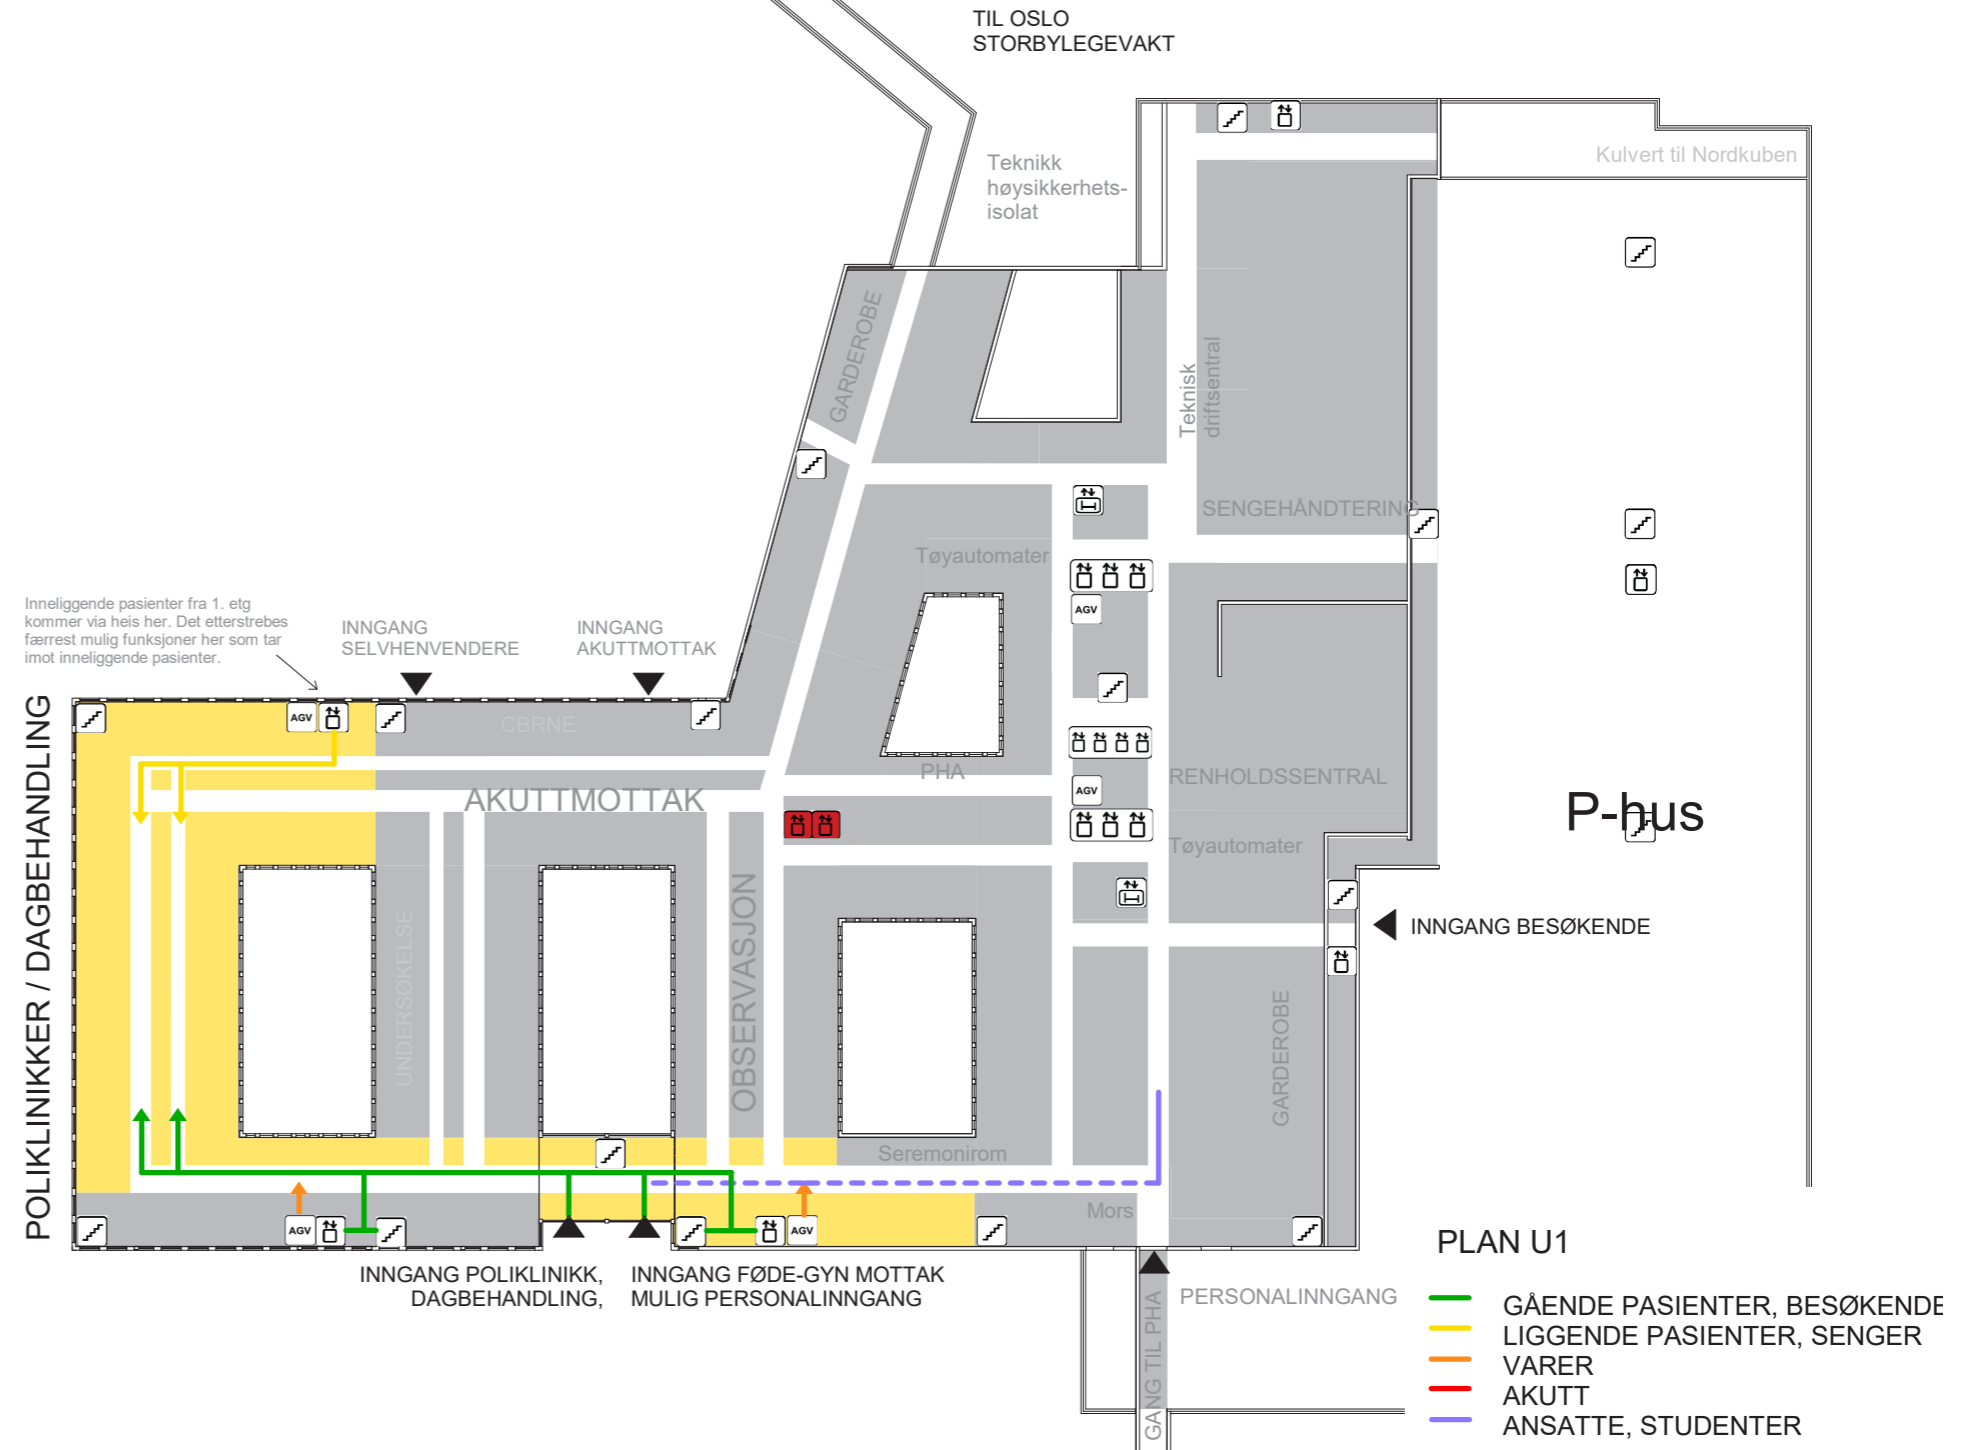 TIL OSLO
STORBYLEGEVAKT
Teknikk
høysikkerhets-
isolat
Kulvert til Nordkuben
GARDEROBE
Teknisk
driftsentral
SENGEHÅNDTERING
Tøyautomater
AGV
Inneliggende pasienter fra 1. etg
kommer via heis her. Det etterstrebes
færrest mulig funksjoner her som tar
imot inneliggende pasienter.
INNGANG
SELVHENVENDERE
INNGANG
AKUTTMOTTAK
POLIKLINIKKER / DAGBEHANDLING
AGV
CBRNE
PHA
RENHOLDSSENTRAL
AGV
AKUTTMOTTAK
P-hus
Tøyautomater
UNDERSØKELSE
OBSERVASJON
INNGANG BESØKENDE
GARDEROBE
Seremonirom
Mors
AGV
AGV
INNGANG POLIKLINIKK,
DAGBEHANDLING,
INNGANG FØDE-GYN MOTTAK
MULIG PERSONALINNGANG
GANG TIL PHA
PERSONALINNGANG
PLAN U1
GÅENDE PASIENTER, BESØKENDE
LIGGENDE PASIENTER, SENGER
VARER
AKUTT
ANSATTE, STUDENTER